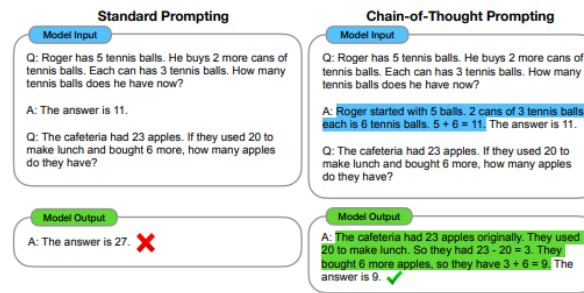 Standard Prompting
Model Input
Q: Roger has 5 tennis balls. He buys 2 more cans of
tennis balls. Each can has 3 tennis balls. How many
tennis balls does he have now?
A: The answer is 11.
Q: The cafeteria had 23 apples. If they used 20 to
make lunch and bought 6 more, how many apples
do they have?
Model Output
A: The answer is 27.
Chain-of-Thought Prompting
Model Input
Q: Roger has 5 tennis balls. He buys 2 more cans of
tennis balls. Each can has 3 tennis balls. How many
tennis balls does he have now?
A: Roger started with 5 balls. 2 cans of 3 tennis balls
each is 6 tennis balls. 5 + 6 = 11. The answer is 11.
Q: The cafeteria had 23 apples. If they used 20 to
make lunch and bought 6 more, how many apples
do they have?
Model Output
A: The cafeteria had 23 apples originally. They used
20 to make lunch. So they had 23 - 20 = 3. They
bought 6 more apples, so they have 3 + 6 = 9. The
answer is 9.